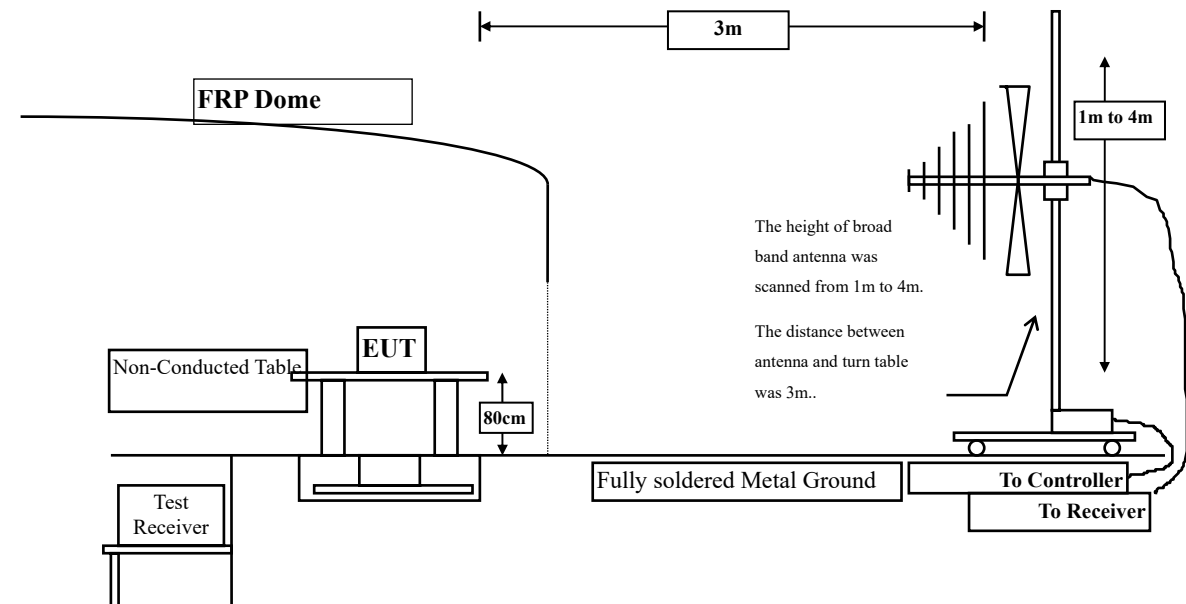 3m
FRP Dome
1m to 4m
The height of broad
band antenna was
scanned from 1m to 4m.
The distance between
antenna and turn table
was 3m..
EUT
Non-Conducted Table
80cm
Fully soldered Metal Ground
To Controller
To Receiver
Test
Receiver